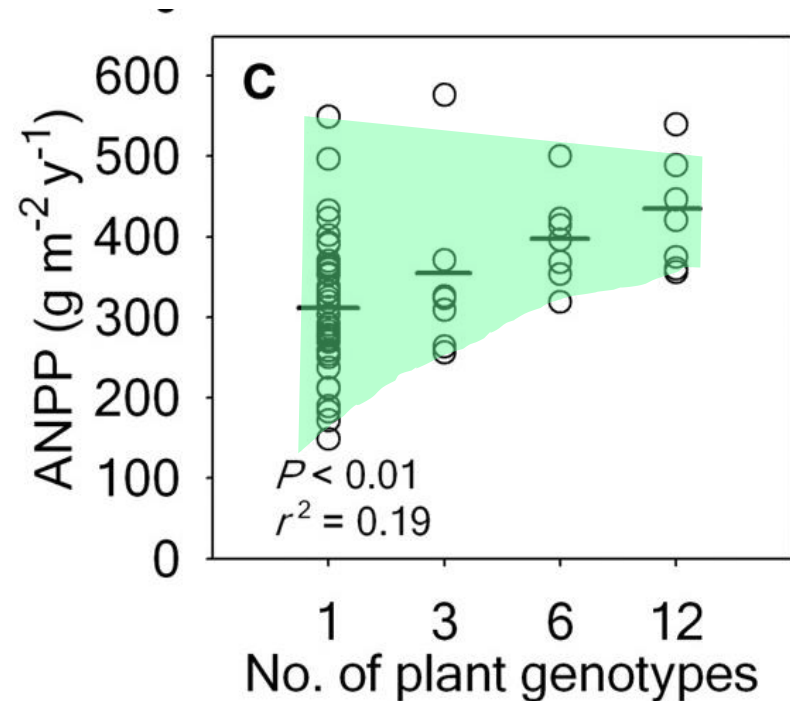 C
600
500
400
300
200
100
0
ANPP (g m⁻² y⁻¹)
P < 0.01
r² = 0.19
1 3 6 12
No. of plant genotypes